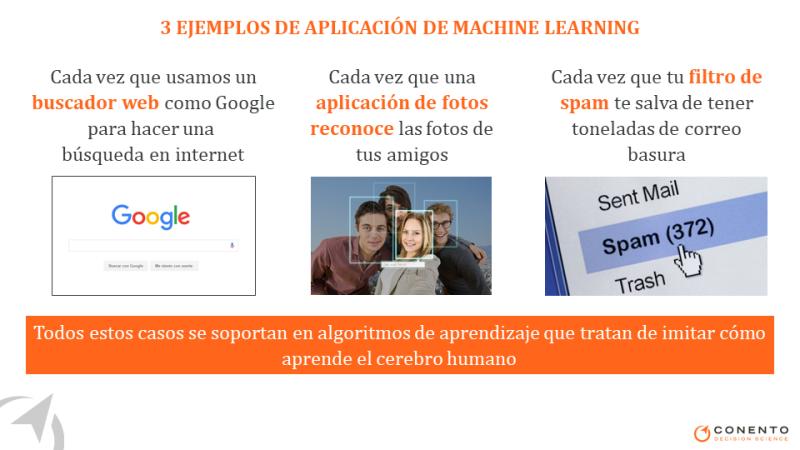 3 EJEMPLOS DE APLICACIÓN DE MACHINE LEARNING
Cada vez que usamos un
buscador web como Google
para hacer una
búsqueda en internet
Cada vez que una
aplicación de fotos
reconoce las fotos de
tus amigos
Cada vez que tu filtro de
spam te salva de tener
toneladas de correo
basura
Google
Buscar con Google
Me siento con suerte
Sent Mail
Spam (372)
Trash
Todos estos casos se soportan en algoritmos de aprendizaje que tratan de imitar cómo
aprende el cerebro humano
CONENTO
DECISION SCIENCE